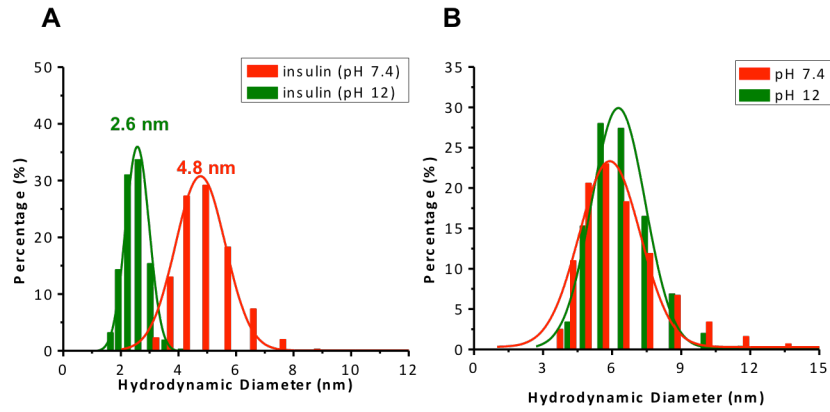 A
B
insulin (pH 7.4)
insulin (pH 12)
2.6 nm
4.8 nm
Percentage (%)
50
40
30
20
10
0
0 2 4 6 8 10 12
Hydrodynamic Diameter (nm)
pH 7.4
pH 12
Percentage (%)
35
30
25
20
15
10
5
0
0 3 6 9 12 15
Hydrodynamic Diameter (nm)